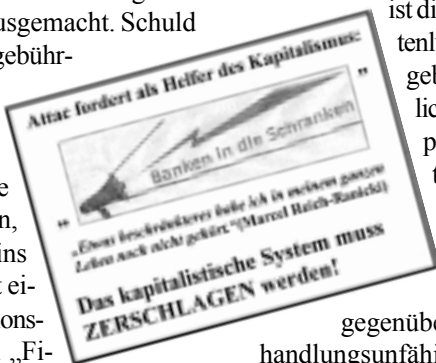 usgemacht. Schuld
gebühr-
e
n,
ins
t ei-
ons-
„Fi-
Attac fordert als Helfer des Kapitalismus:
"
Banken in die Schranken
"
„Etwas beschränkteres habe ich in meinem ganzen
Leben noch nicht gehört.“(Marcel Reich-Ranicki)
Das kapitalistische System muss
ZERSCHLAGEN werden!
ist di
tenlu
geb
lic
p
t
gegenübe
handlungsunfähi